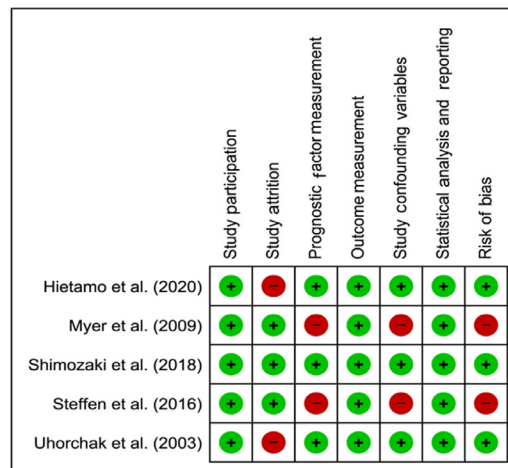 Study participation
Study attrition
Prognostic factor measurement
Outcome measurement
Study confounding variables
Statistical analysis and reporting
Risk of bias
Hietamo et al. (2020) + - + + + + +
Myer et al. (2009) + + - + - + -
Shimozaki et al. (2018) + + + + + + +
Steffen et al. (2016) + + - + - + -
Uhorchak et al. (2003) + - + + + + +